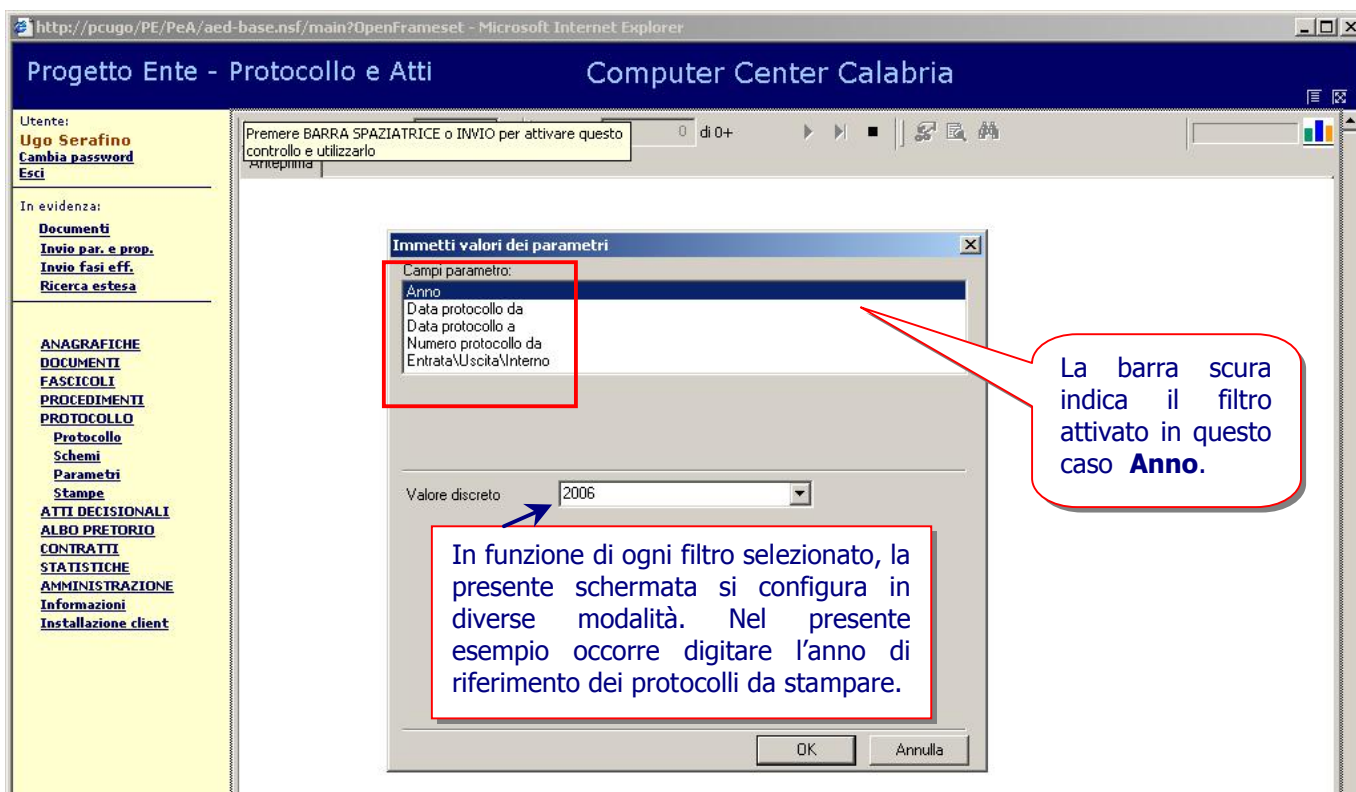 http://pcugo/PE/PeA/aed-base.nsf/main?OpenFrameset - Microsoft Internet Explorer
Progetto Ente - Protocollo e Atti
Computer Center Calabria
Utente:
Ugo Serafino
Cambia password
Esci
In evidenza:
Documenti
Invio par. e prop.
Invio fasi eff.
Ricerca estesa
ANAGRAFICHE
DOCUMENTI
FASCICOLI
PROCEDIMENTI
PROTOCOLLO
Protocollo
Schemi
Parametri
Stampe
ATTI DECISIONALI
ALBO PRETORIO
CONTRATTI
STATISTICHE
AMMINISTRAZIONE
Informazioni
Installazione client
Premere BARRA SPAZIATRICE o INVIO per attivare questo
controllo e utilizzarlo
0 di 0+
Anteprima
Immetti valori dei parametri
Campi parametro:
Anno
Data protocollo da
Data protocollo a
Numero protocollo da
Entrata\Uscita\Interno
La barra scura
indica il filtro
attivato in questo
caso Anno.
Valore discreto
2006
In funzione di ogni filtro selezionato, la
presente schermata si configura in
diverse modalità. Nel presente
esempio occorre digitare l’anno di
riferimento dei protocolli da stampare.
OK
Annulla